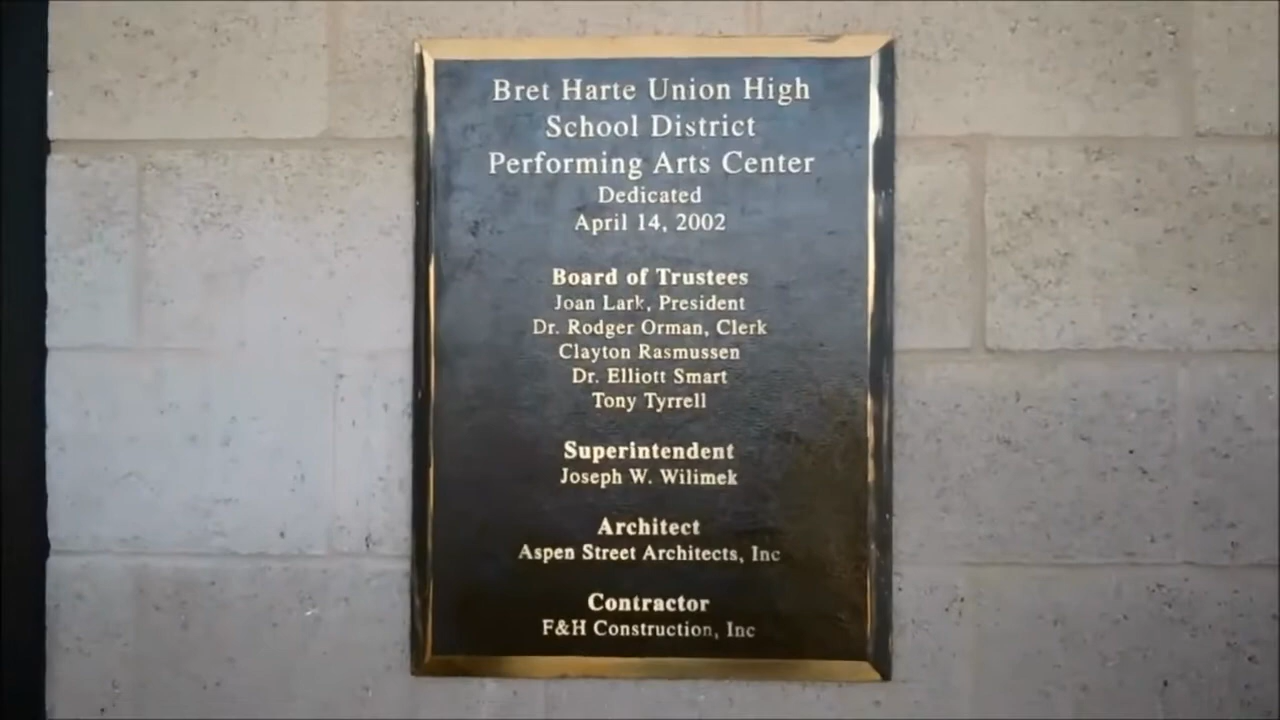 Bret Harte Union High
School District
Performing Arts Center
Dedicated
April 14, 2002
Board of Trustees
Joan Lark, President
Dr. Rodger Orman, Clerk
Clayton Rasmussen
Dr. Elliott Smart
Tony Tyrrell
Superintendent
Joseph W. Wilimek
Architect
Aspen Street Architects, Inc
Contractor
F&H Construction, Inc